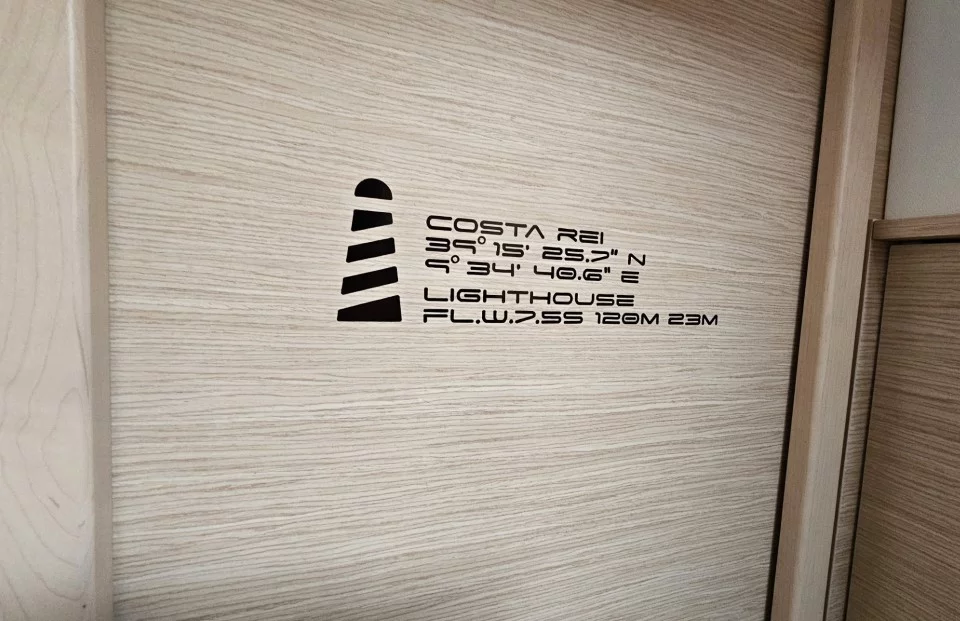 COSTA REI
39° 15' 25.7" N
9° 34' 40.6" E
LIGHTHOUSE
FL.W.7.5S 120M 23M